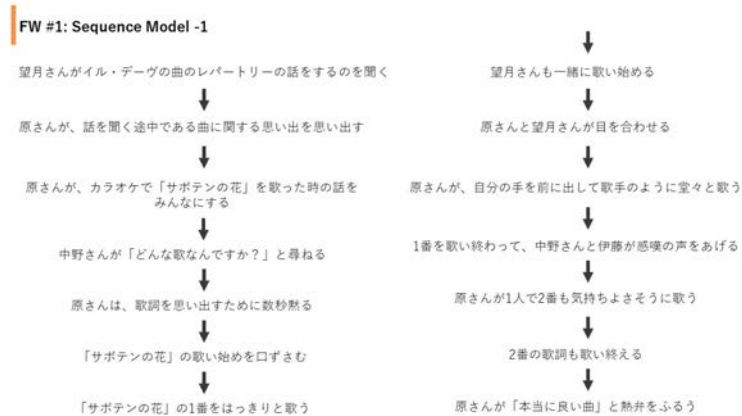 FW #1: Sequence Model -1
望月さんがイル・デーヴの曲のレパートリーの話をするのを聞く
原さんが、話を聞く途中である曲に関する思い出を思い出す
原さんが、カラオケで「サボテンの花」を歌った時の話を
みんなにする
中野さんが「どんな歌なんですか？」と尋ねる
原さんは、歌詞を思い出すために数秒黙る
「サボテンの花」の歌い始めを口ずさむ
「サボテンの花」の1番をはっきりと歌う
望月さんも一緒に歌い始める
原さんと望月さんが目を合わせる
原さんが、自分の手を前に出して歌手のように堂々と歌う
1番を歌い終わって、中野さんと伊藤が感嘆の声をあげる
原さんが1人で2番も気持ちよさそうに歌う
2番の歌詞も歌い終える
原さんが「本当に良い曲」と熱弁をふるう